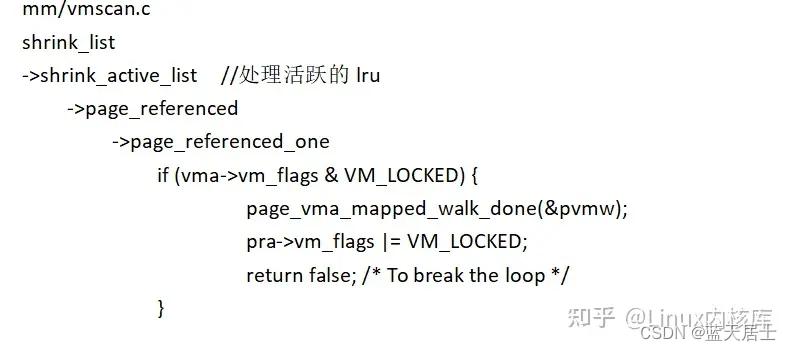 mm/vmscan.c
shrink_list
->shrink_active_list //处理活跃的 lru
->page_referenced
->page_referenced_one
if (vma->vm_flags & VM_LOCKED) {
page_vma_mapped_walk_done(&pvmw);
pra->vm_flags |= VM_LOCKED;
return false; /* To break the loop */
}
知乎 @Linux内核库
CSDN @蓝天居士